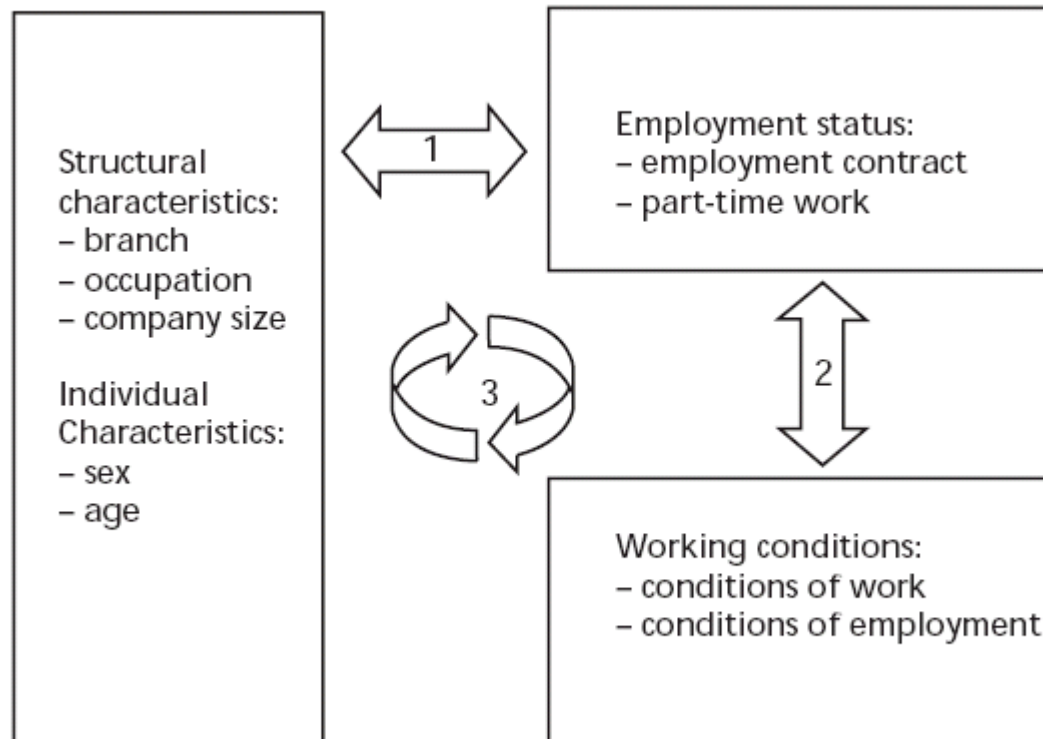 Structural
characteristics:
– branch
– occupation
– company size
Individual
Characteristics:
– sex
– age
1
Employment status:
– employment contract
– part-time work
3
2
Working conditions:
– conditions of work
– conditions of employment